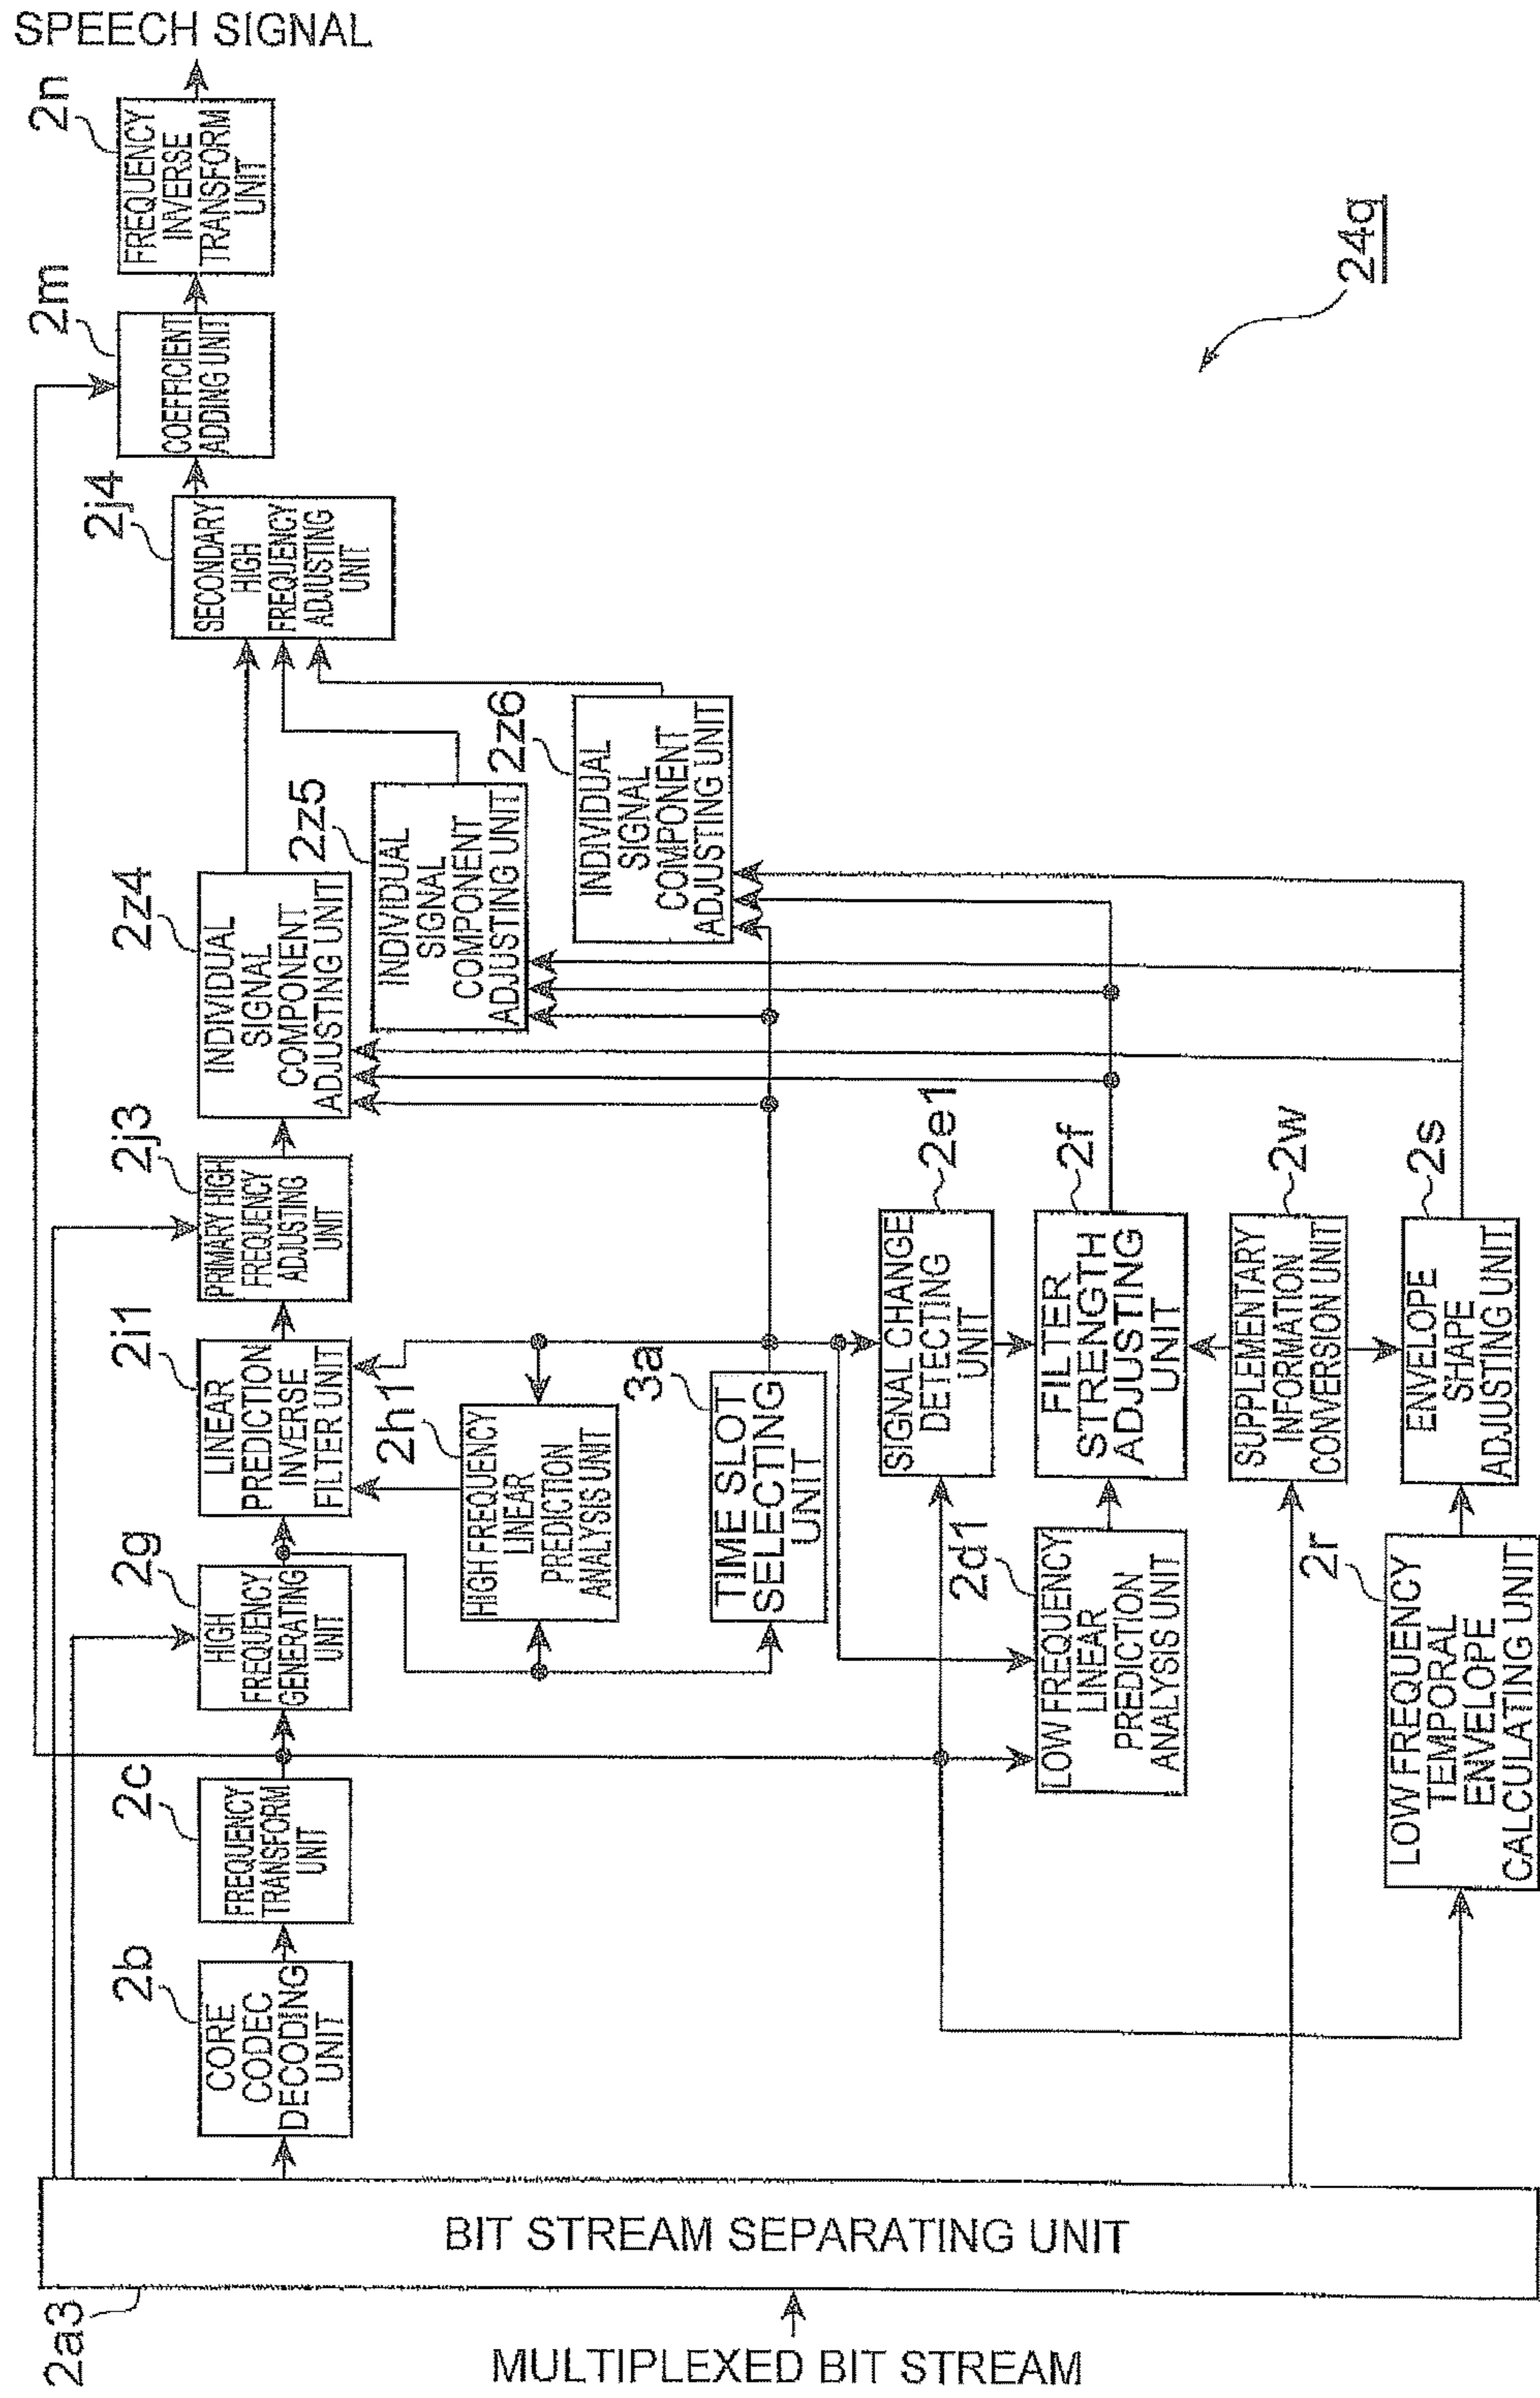 SPEECH SIGNAL
2n
FREQUENCY
INVERSE
TRANSFORM
UNIT
2m
COEFFICIENT
ADDING UNIT
2j4
SECONDARY
HIGH
FREQUENCY
ADJUSTING
UNIT
2z4
INDIVIDUAL
SIGNAL
COMPONENT
ADJUSTING UNIT
2z5
INDIVIDUAL
SIGNAL
COMPONENT
ADJUSTING UNIT
2z6
INDIVIDUAL
SIGNAL
COMPONENT
ADJUSTING UNIT
2j3
PRIMARY HIGH
FREQUENCY
ADJUSTING
UNIT
2i1
LINEAR
PREDICTION
INVERSE
FILTER UNIT
2h1
HIGH FREQUENCY
LINEAR
PREDICTION
ANALYSIS UNIT
2g
HIGH
FREQUENCY
GENERATING
UNIT
3a
TIME SLOT
SELECTING
UNIT
2e1
SIGNAL CHANGE
DETECTING
UNIT
2f
FILTER
STRENGTH
ADJUSTING
UNIT
2w
SUPPLEMENTARY
INFORMATION
CONVERSION UNIT
2s
ENVELOPE
SHAPE
ADJUSTING UNIT
2d1
LOW FREQUENCY
LINEAR
PREDICTION
ANALYSIS UNIT
2r
LOW FREQUENCY
TEMPORAL
ENVELOPE
CALCULATING UNIT
2c
FREQUENCY
TRANSFORM
UNIT
2b
CORE
CODEC
DECODING
UNIT
2a3
BIT STREAM SEPARATING UNIT
MULTIPLEXED BIT STREAM
24q